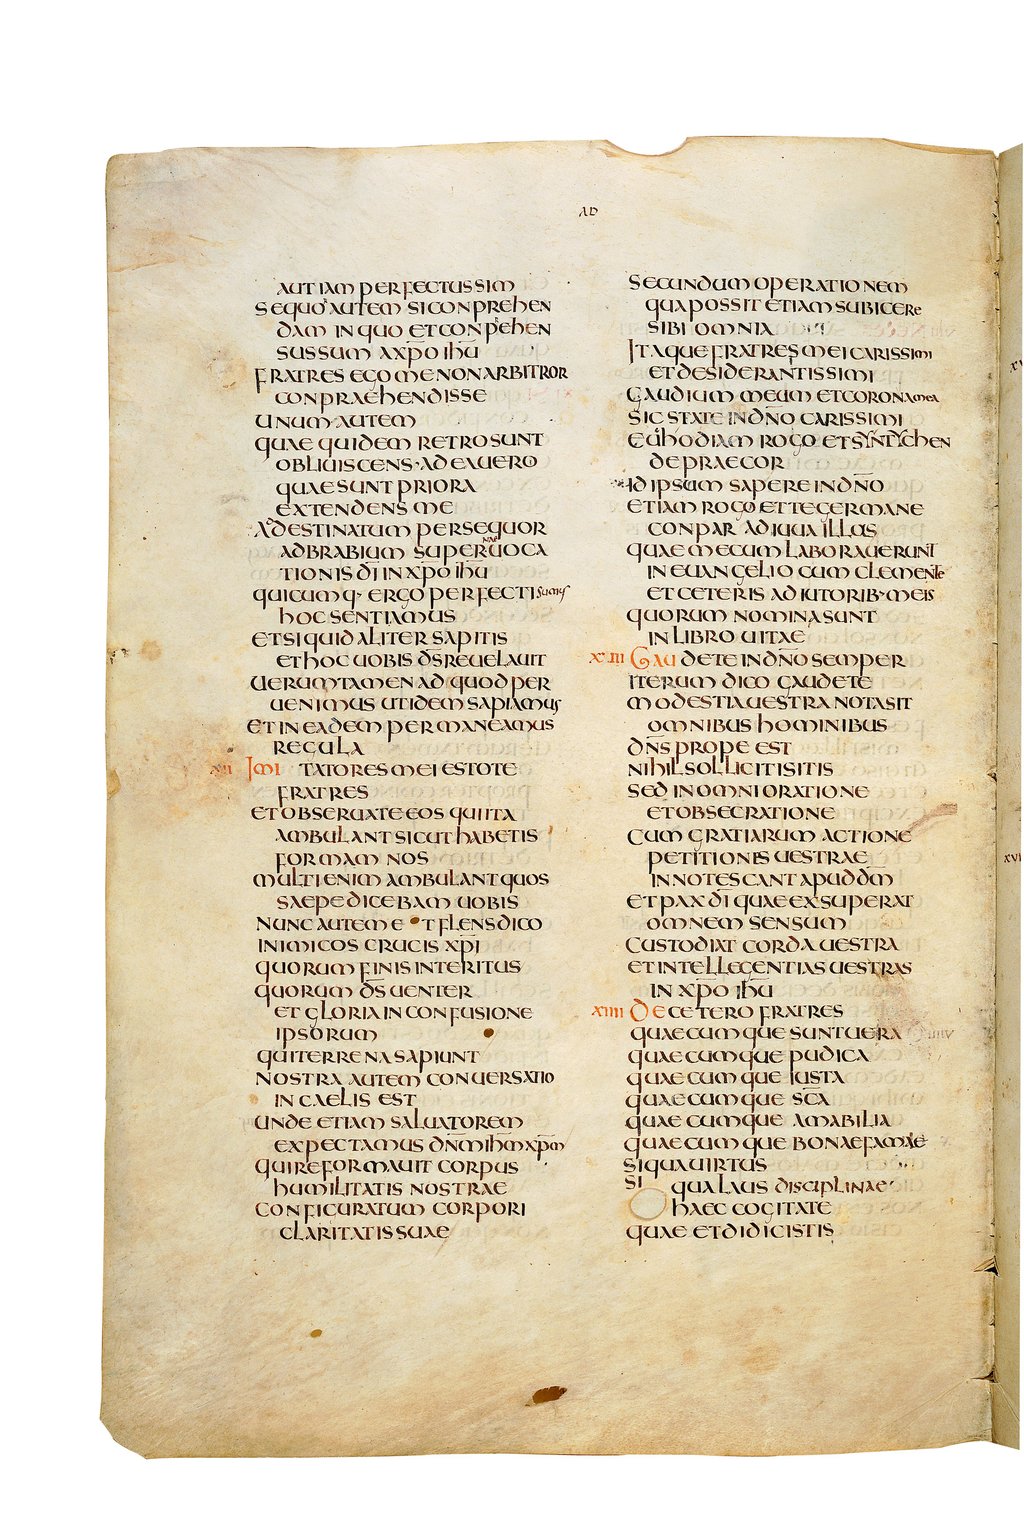 AD
AUT IAM PERFECTUS SIM
SEQUOR AUTEM SI CONPREHEN
DAM IN QUO ET CONPREHEN
SUS SUM A XP̅O IHU̅
FRATRES EGO ME NON ARBITROR
CONPRAEHENDISSE
UNUM AUTEM
QUAE QUIDEM RETRO SUNT
OBLIUISCENS · AD EA UERO
QUAE SUNT PRIORA
EXTENDENS ME
AD DESTINATUM PERSEQUOR
AD BRABIUM SUPERNAE UOCA
TIONIS DI̅ IN XP̅O IHU̅
QUICUMQ· ERGO PERFECTI SUMUS
HOC SENTIAMUS
ET SI QUID ALITER SAPITIS
ET HOC UOBIS DS̅ REUELAUIT
UERUMTAMEN AD QUOD PER
UENIMUS UT IDEM SAPIAMUS
ET IN EADEM PERMANEAMUS
REGULA
XII IMITATORES MEI ESTOTE
FRATRES
ET OBSERUATE EOS QUI ITA
AMBULANT SICUT HABETIS
FORMAM NOS
MULTI ENIM AMBULANT QUOS
SAEPE DICEBAM UOBIS
NUNC AUTEM ET FLENS DICO
INIMICOS CRUCIS XP̅I
QUORUM FINIS INTERITUS
QUORUM DS̅ UENTER
ET GLORIA IN CONFUSIONE
IPSORUM
QUI TERRENA SAPIUNT
NOSTRA AUTEM CONUERSATIO
IN CAELIS EST
UNDE ETIAM SALUATOREM
EXPECTAMUS DN̅M IHM̅ XPM̅
QUI REFORMAUIT CORPUS
HUMILITATIS NOSTRAE
CONFIGURATUM CORPORI
CLARITATIS SUAE
SECUNDUM OPERATIONEM
QUA POSSIT ETIAM SUBICERE
SIBI OMNIA
ITAQUE FRATRES MEI CARISSIMI
ET DESIDERANTISSIMI
GAUDIUM MEUM ET CORONA MEA
SIC STATE IN DN̅O CARISSIMI
EUHODIAM ROGO ET SYNTYCHEN
DEPRAECOR
ID IPSUM SAPERE IN DN̅O
ETIAM ROGO ET TE GERMANE
CONPAR ADIUUA ILLAS
QUAE MECUM LABORAUERUNT
IN EUANGELIO CUM CLEMENTE
ET CETERIS ADIUTORIB· MEIS
QUORUM NOMINA SUNT
IN LIBRO UITAE
XIII GAUDETE IN DN̅O SEMPER
ITERUM DICO GAUDETE
MODESTIA UESTRA NOTA SIT
OMNIBUS HOMINIBUS
DN̅S PROPE EST
NIHIL SOLLICITI SITIS
SED IN OMNI ORATIONE
ET OBSECRATIONE
CUM GRATIARUM ACTIONE
PETITIONES UESTRAE
INNOTESCANT APUD DM̅
ET PAX DI̅ QUAE EXSUPERAT
OMNEM SENSUM
CUSTODIAT CORDA UESTRA
ET INTELLEGENTIAS UESTRAS
IN XP̅O IHU̅
XIIII DE CETERO FRATRES
QUAECUMQUE SUNT UERA
QUAECUMQUE PUDICA
QUAECUMQUE IUSTA
QUAECUMQUE SC̅A
QUAECUMQUE AMABILIA
QUAECUMQUE BONAE FAMAE
SI QUA UIRTUS
SI QUA LAUS DISCIPLINAE
HAEC COGITATE
QUAE ET DIDICISTIS